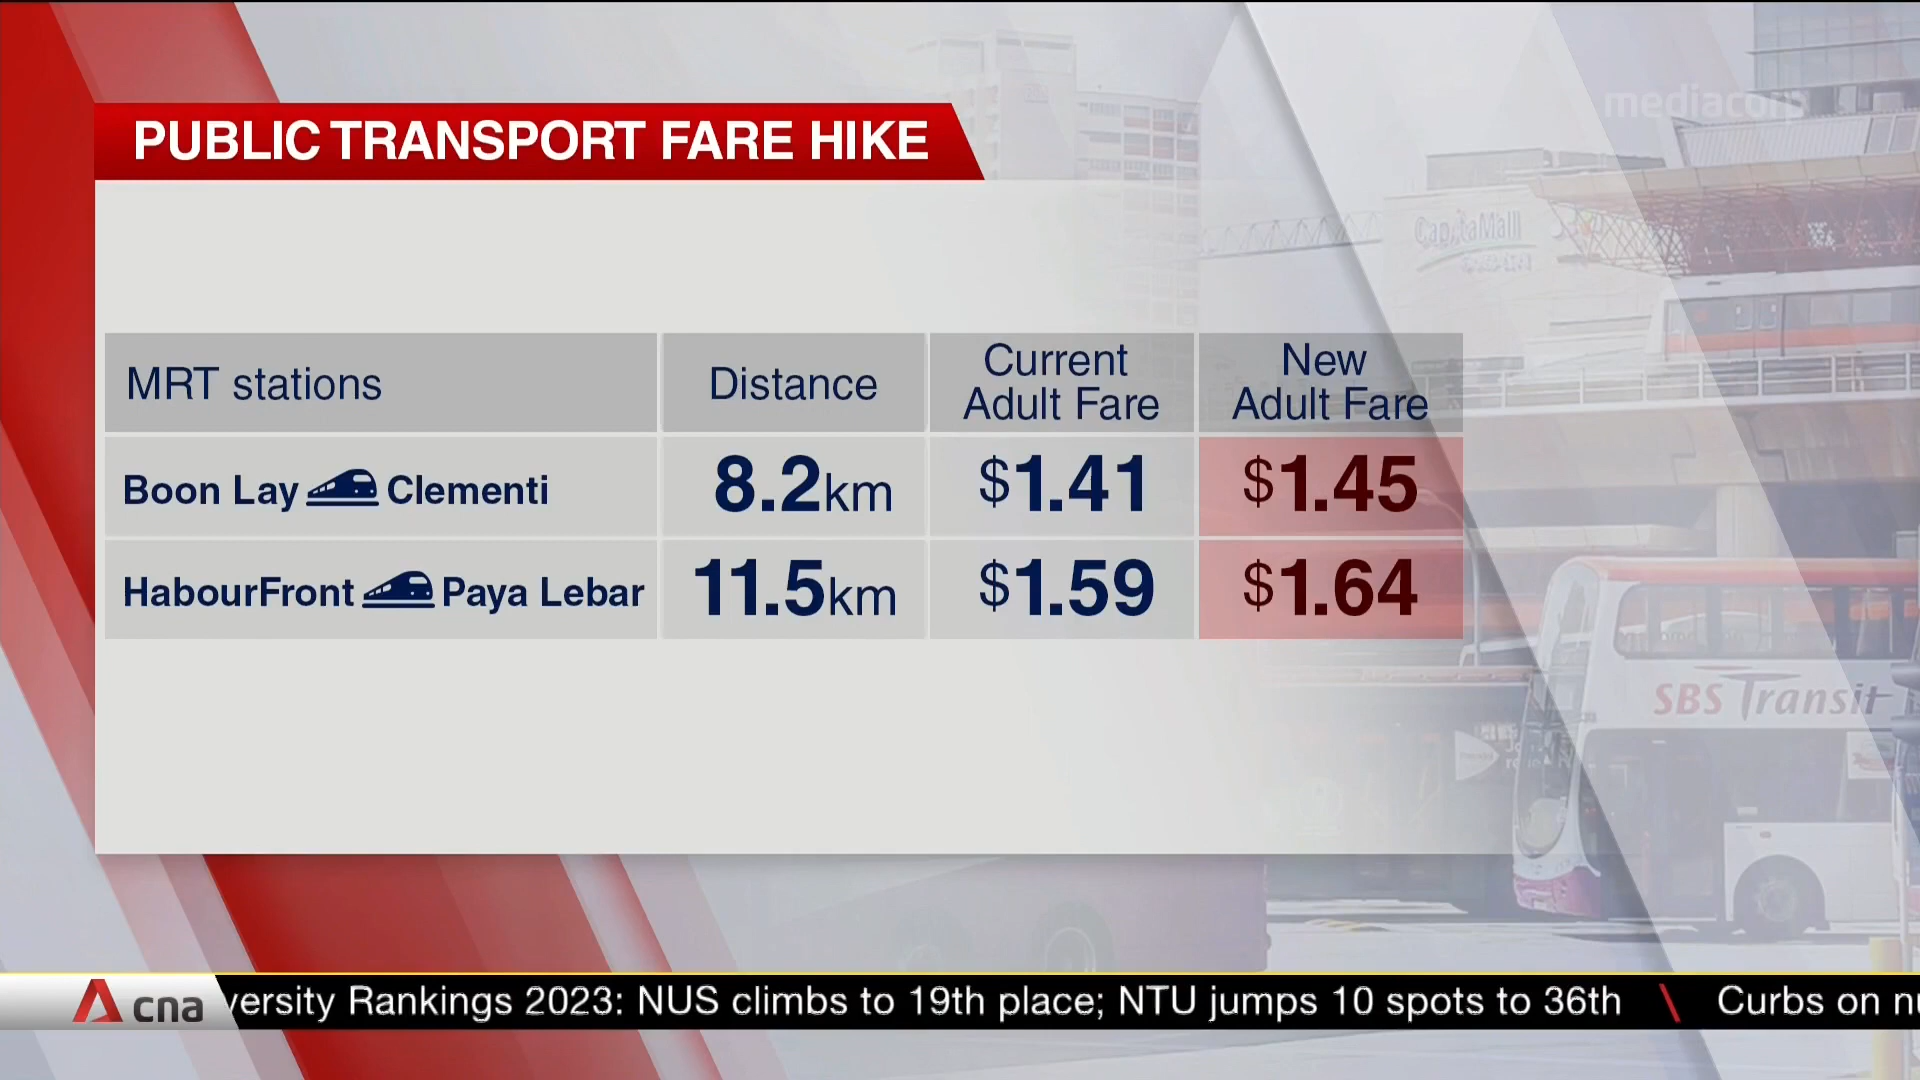 mediacorp
PUBLIC TRANSPORT FARE HIKE
CapitaMall
MRT stations Distance Current Adult Fare New Adult Fare
Boon Lay Clementi 8.2km $1.41 $1.45
HabourFront Paya Lebar 11.5km $1.59 $1.64
SBS Transit
cna versity Rankings 2023: NUS climbs to 19th place; NTU jumps 10 spots to 36th \ Curbs on n